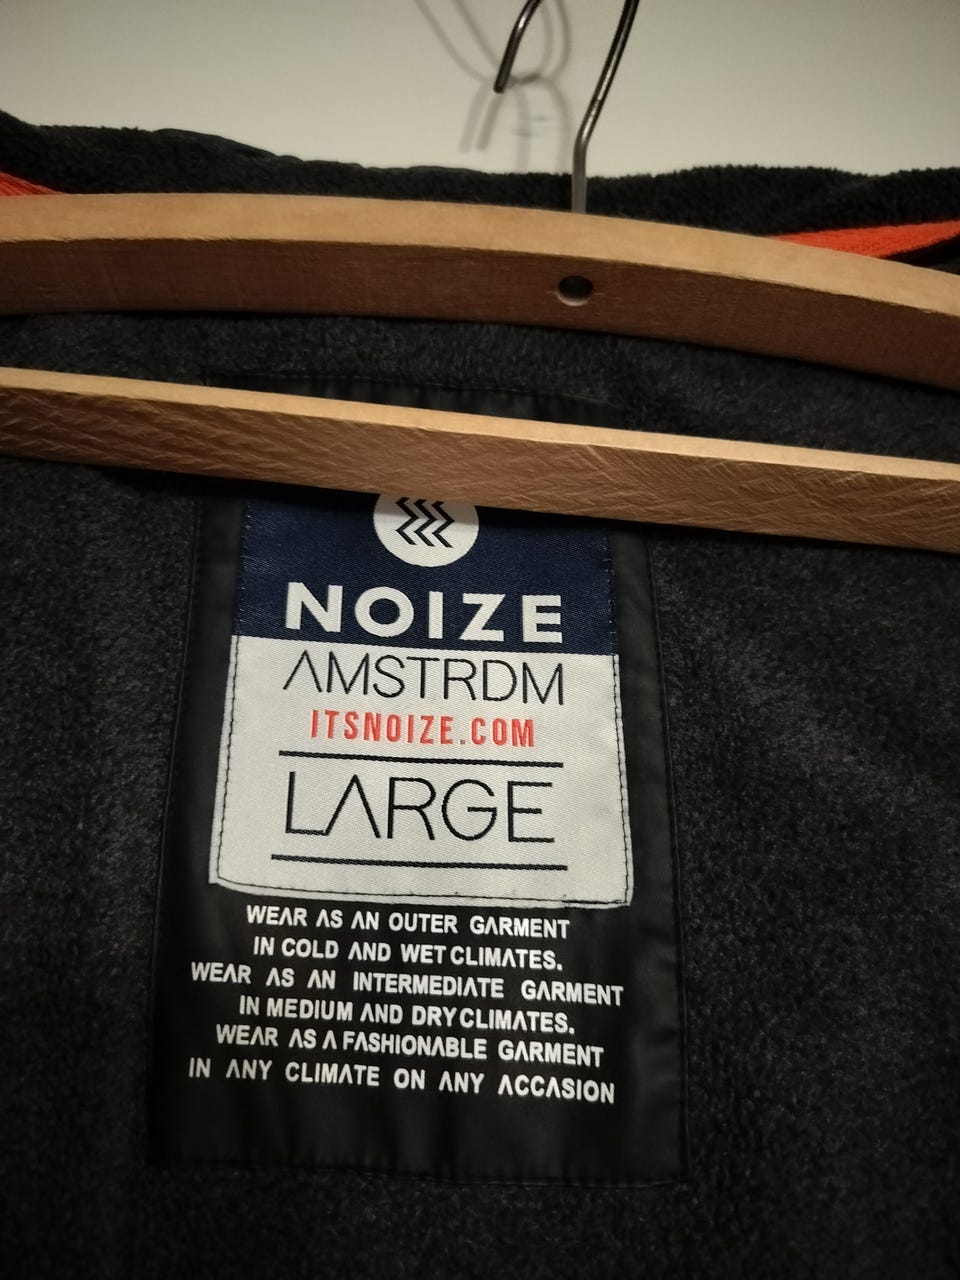 NOIZE
AMSTRDM
ITSNOIZE.COM
LARGE
WEAR AS AN OUTER GARMENT
IN COLD AND WET CLIMATES.
WEAR AS AN INTERMEDIATE GARMENT
IN MEDIUM AND DRY CLIMATES.
WEAR AS A FASHIONABLE GARMENT
IN ANY CLIMATE ON ANY ACCASION